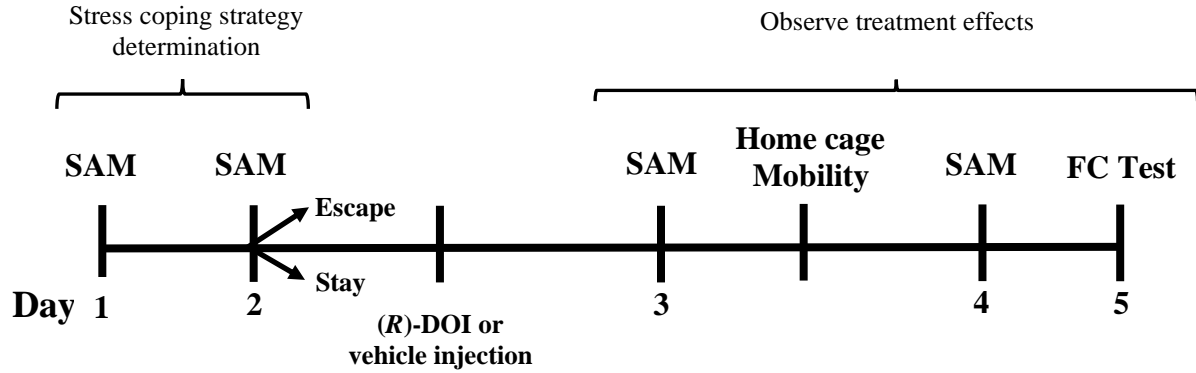 Stress coping strategy
determination
Observe treatment effects
SAM
SAM
SAM
Home cage
Mobility
SAM
FC Test
Escape
Stay
Day
1
2
3
4
5
(R)-DOI or
vehicle injection